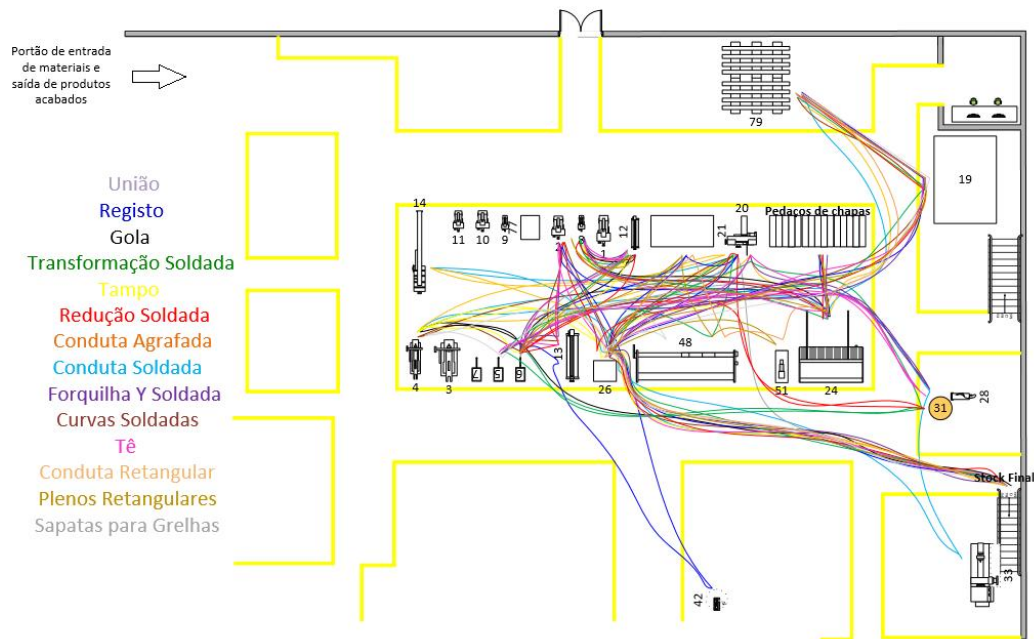 Portão de entrada
de materiais e
saída de produtos
acabados
79
19
União
Registo
Gola
Transformação Soldada
Tampo
Redução Soldada
Conduta Agrafada
Conduta Soldada
Forquilha Y Soldada
Curvas Soldadas
Tê
Conduta Retangular
Plenos Retangulares
Sapatas para Grelhas
14
11
10
9
77
2
8
1
12
21
20
Pedaços de chapas
4
3
13
26
48
51
24
31
28
Stock Final
42
33